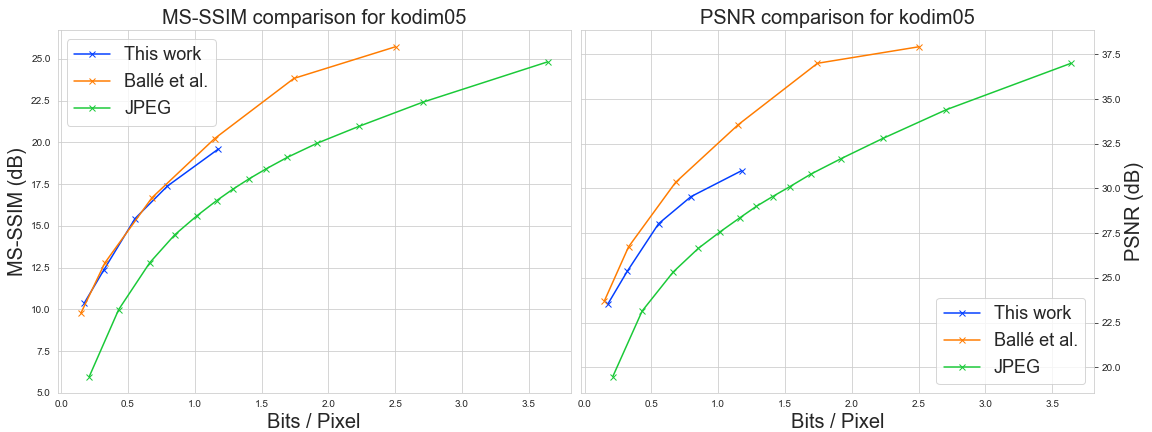 MS-SSIM comparison for kodim05
This work
Ballé et al.
JPEG
MS-SSIM (dB)
25.0
22.5
20.0
17.5
15.0
12.5
10.0
7.5
5.0
0.0 0.5 1.0 1.5 2.0 2.5 3.0 3.5
Bits / Pixel
PSNR comparison for kodim05
37.5
35.0
32.5
30.0
27.5
25.0
22.5
20.0
PSNR (dB)
This work
Ballé et al.
JPEG
0.0 0.5 1.0 1.5 2.0 2.5 3.0 3.5
Bits / Pixel